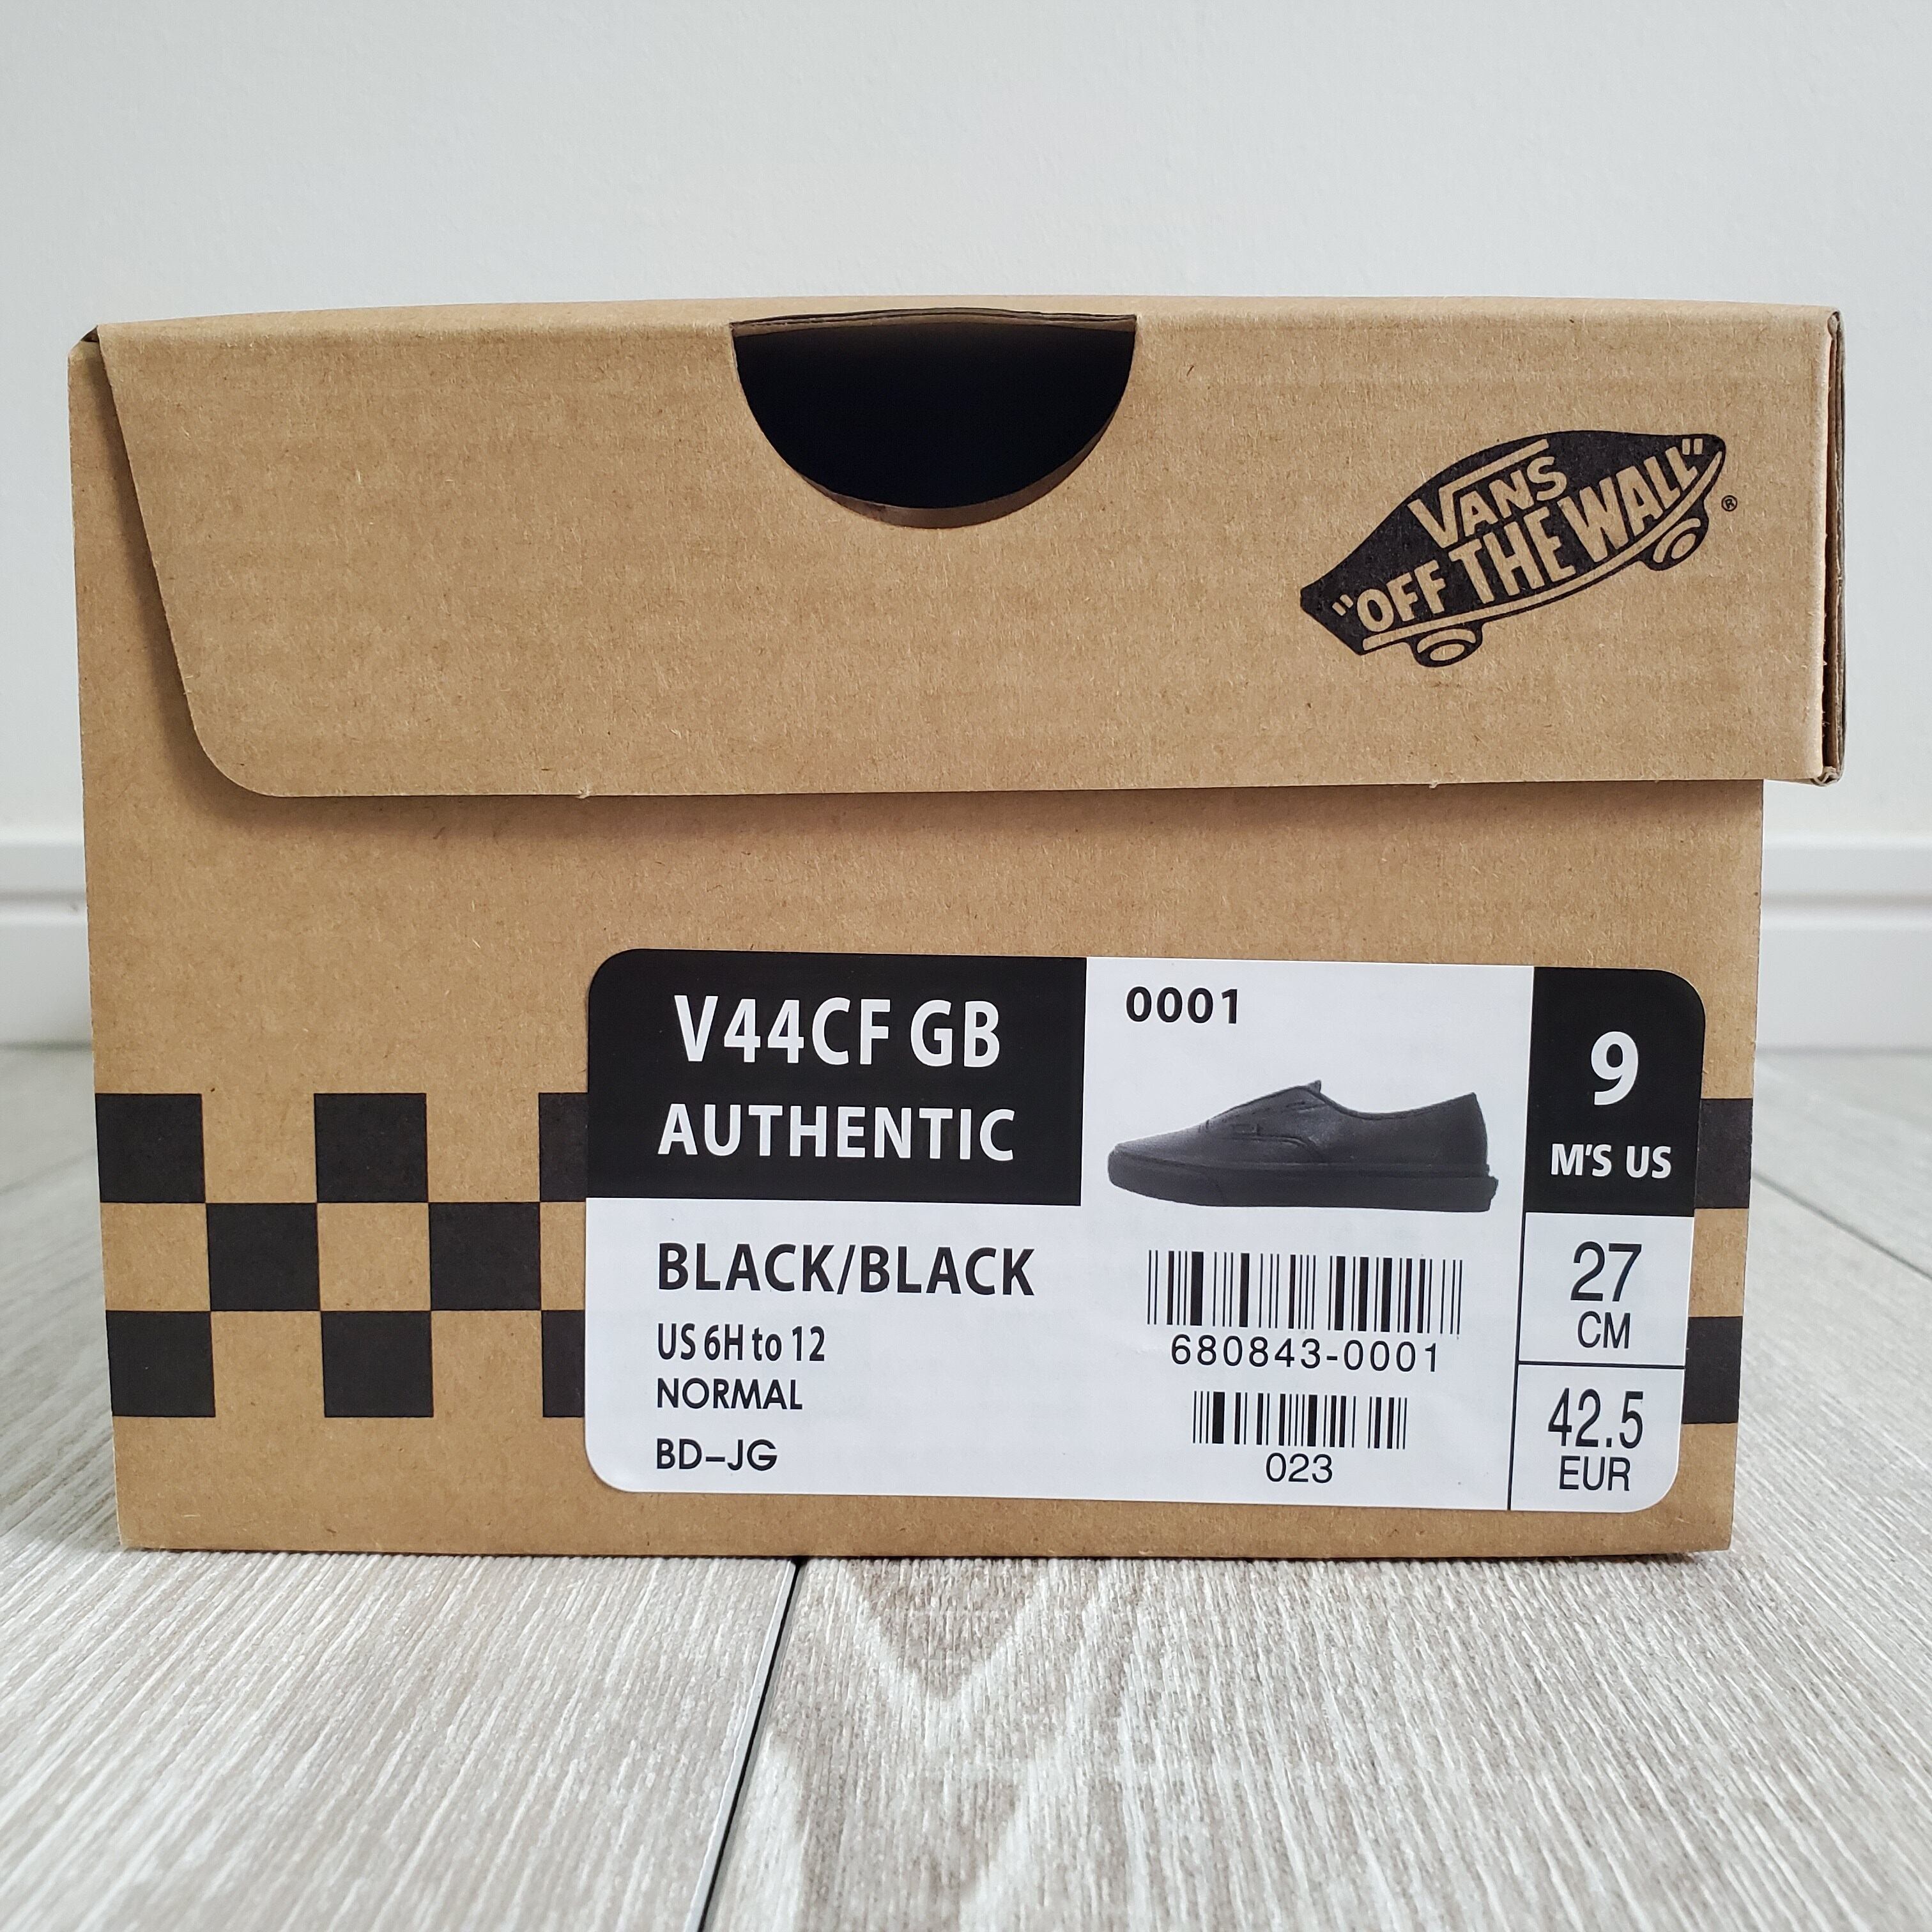 VANS
"OFF THE WALL"
®
V44CF GB
AUTHENTIC
0001
9
M'S US
BLACK/BLACK
US 6H to 12
NORMAL
BD-JG
680843-0001
023
27
CM
42.5
EUR